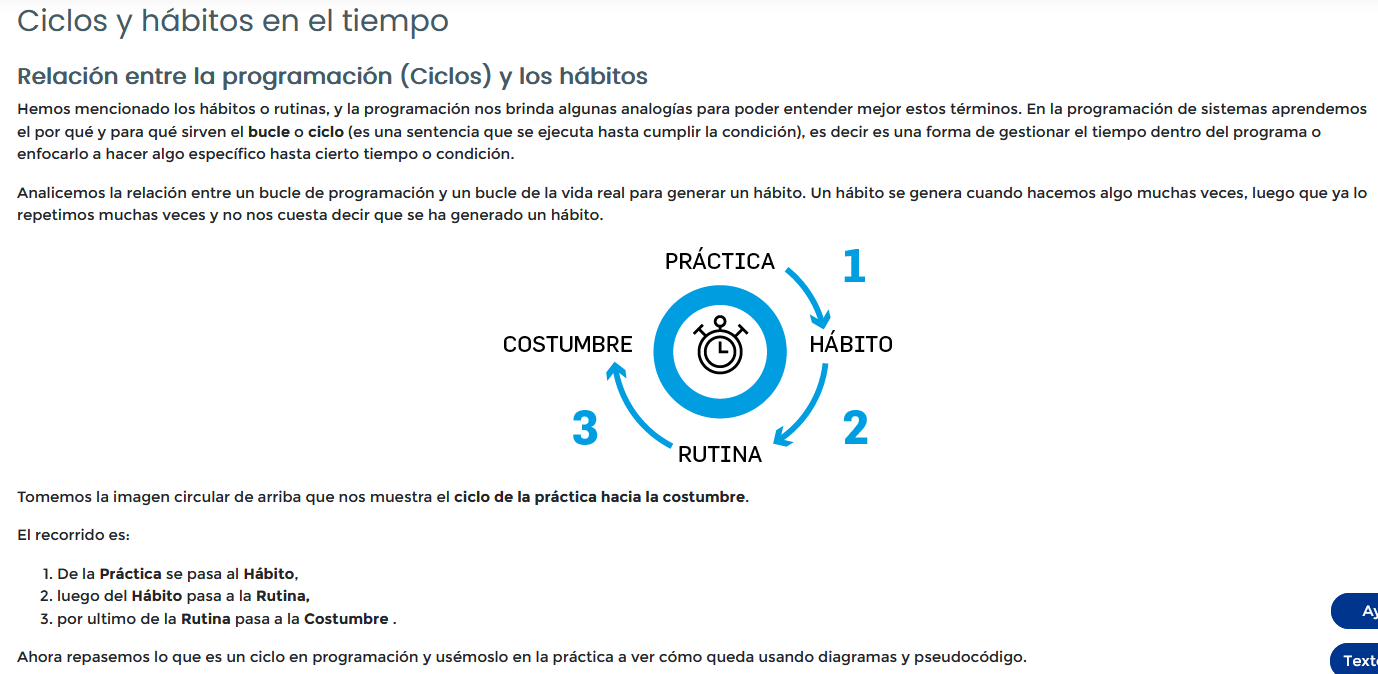 Ciclos y hábitos en el tiempo
Relación entre la programación (Ciclos) y los hábitos
Hemos mencionado los hábitos o rutinas, y la programación nos brinda algunas analogías para poder entender mejor estos términos. En la programación de sistemas aprendemos
el por qué y para qué sirven el bucle o ciclo (es una sentencia que se ejecuta hasta cumplir la condición), es decir es una forma de gestionar el tiempo dentro del programa o
enfocarlo a hacer algo específico hasta cierto tiempo o condición.
Analicemos la relación entre un bucle de programación y un bucle de la vida real para generar un hábito. Un hábito se genera cuando hacemos algo muchas veces, luego que ya lo
repetimos muchas veces y no nos cuesta decir que se ha generado un hábito.
PRÁCTICA
1
HÁBITO
2
RUTINA
3
COSTUMBRE
Tomemos la imagen circular de arriba que nos muestra el ciclo de la práctica hacia la costumbre.
El recorrido es:
1. De la Práctica se pasa al Hábito,
2. luego del Hábito pasa a la Rutina,
3. por ultimo de la Rutina pasa a la Costumbre .
Ahora repasemos lo que es un ciclo en programación y usémoslo en la práctica a ver cómo queda usando diagramas y pseudocódigo.